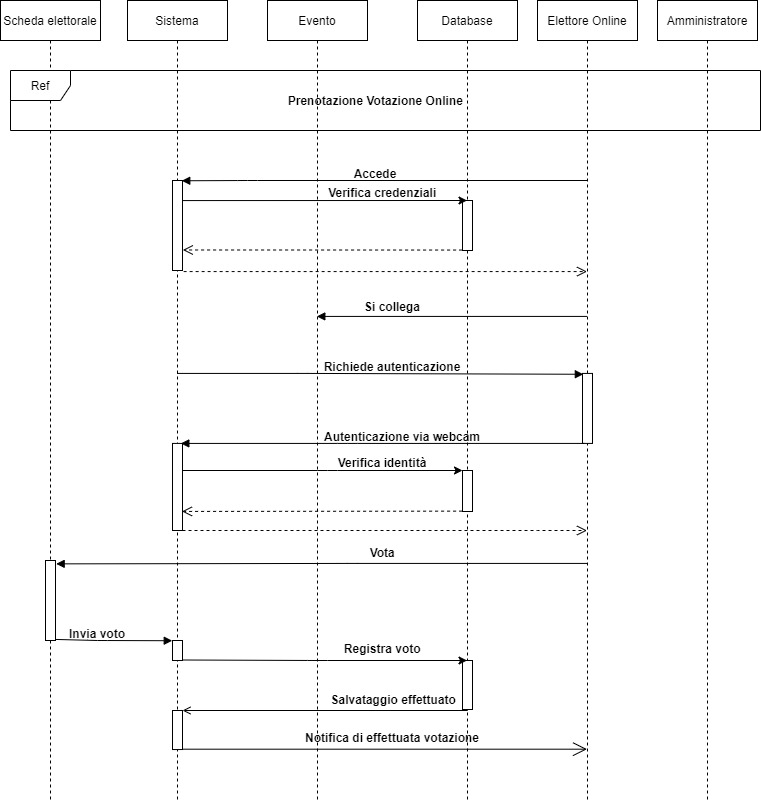 Scheda elettorale
Sistema
Evento
Database
Elettore Online
Amministratore
Ref
Prenotazione Votazione Online
Accede
Verifica credenziali
Si collega
Richiede autenticazione
Autenticazione via webcam
Verifica identità
Vota
Invia voto
Registra voto
Salvataggio effettuato
Notifica di effettuata votazione